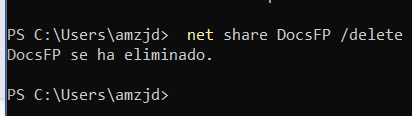 PS C:\Users\amzjd>  net share DocsFP /delete
DocsFP se ha eliminado.
PS C:\Users\amzjd>